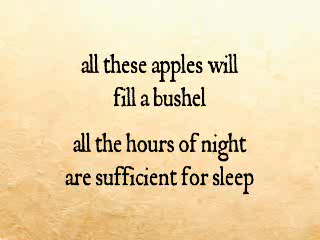 all these apples will
fill a bushel
all the hours of night
are sufficient for sleep